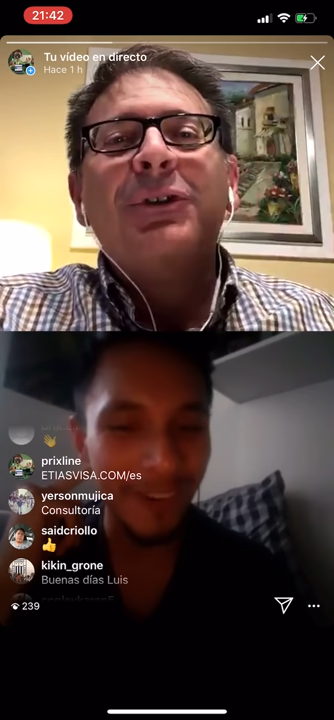 21:42
Tu vídeo en directo
Hace 1 h
prixline
ETIASVISA.COM/es
yersonmujica
Consultoría
saidcriollo
👍
kikin_grone
Buenas días Luis
239